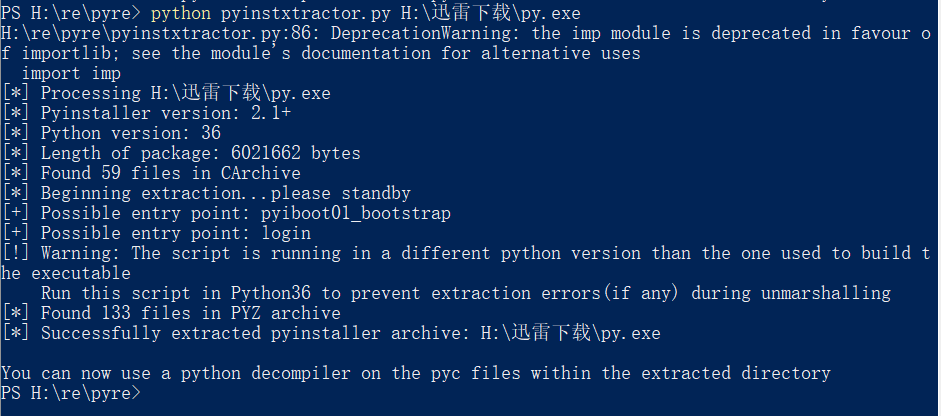 PS H:\re\pyre> python pyinstxtractor.py H:\迅雷下载\py.exe
H:\re\pyre\pyinstxtractor.py:86: DeprecationWarning: the imp module is deprecated in favour o
f importlib; see the module's documentation for alternative uses
  import imp
[*] Processing H:\迅雷下载\py.exe
[*] Pyinstaller version: 2.1+
[*] Python version: 36
[*] Length of package: 6021662 bytes
[*] Found 59 files in CArchive
[*] Beginning extraction...please standby
[+] Possible entry point: pyiboot01_bootstrap
[+] Possible entry point: login
[!] Warning: The script is running in a different python version than the one used to build t
he executable
    Run this script in Python36 to prevent extraction errors(if any) during unmarshalling
[*] Found 133 files in PYZ archive
[*] Successfully extracted pyinstaller archive: H:\迅雷下载\py.exe
You can now use a python decompiler on the pyc files within the extracted directory
PS H:\re\pyre>